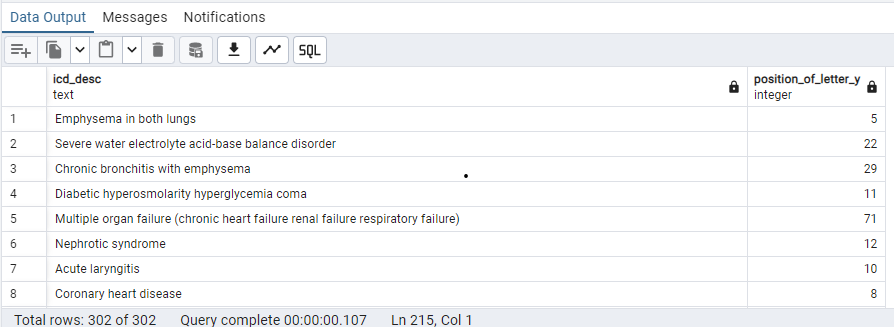 Data Output Messages Notifications
SQL
icd_desc position_of_letter_y
text integer
1 Emphysema in both lungs 5
2 Severe water electrolyte acid-base balance disorder 22
3 Chronic bronchitis with emphysema 29
4 Diabetic hyperosmolarity hyperglycemia coma 11
5 Multiple organ failure (chronic heart failure renal failure respiratory failure) 71
6 Nephrotic syndrome 12
7 Acute laryngitis 10
8 Coronary heart disease 8
Total rows: 302 of 302 Query complete 00:00:00.107 Ln 215, Col 1